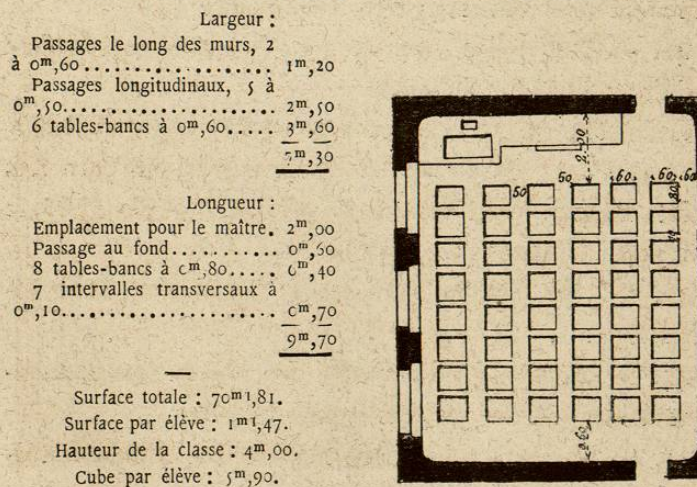 Largeur :
Passages le long des murs, 2
à 0m,60.................. 1m,20
Passages longitudinaux, 5 à
0m,50..................... 2m,50
6 tables-bancs à 0m,60..... 3m,60
7m,30
Longueur :
Emplacement pour le maître. 2m,00
Passage au fond........... 0m,60
8 tables-bancs à 0m,80..... 6m,40
7 intervalles transversaux à
0m,10..................... 0m,70
9m,70
Surface totale : 70m1,81.
Surface par élève : 1m1,47.
Hauteur de la classe : 4m,00.
Cube par élève : 5m,90.
2.00
50
50
60
60
60
80
10
0.60